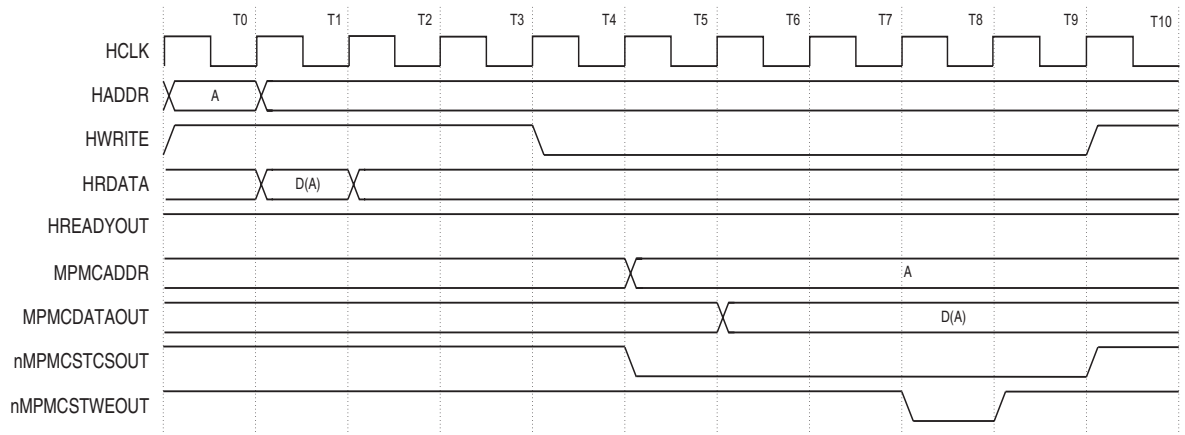 T0 T1 T2 T3 T4 T5 T6 T7 T8 T9 T10
HCLK
HADDR A
HWRITE
HRDATA D(A)
HREADYOUT
MPMCADDR A
MPMCDATAOUT D(A)
nMPMCSTCSOUT
nMPMCSTWEOUT